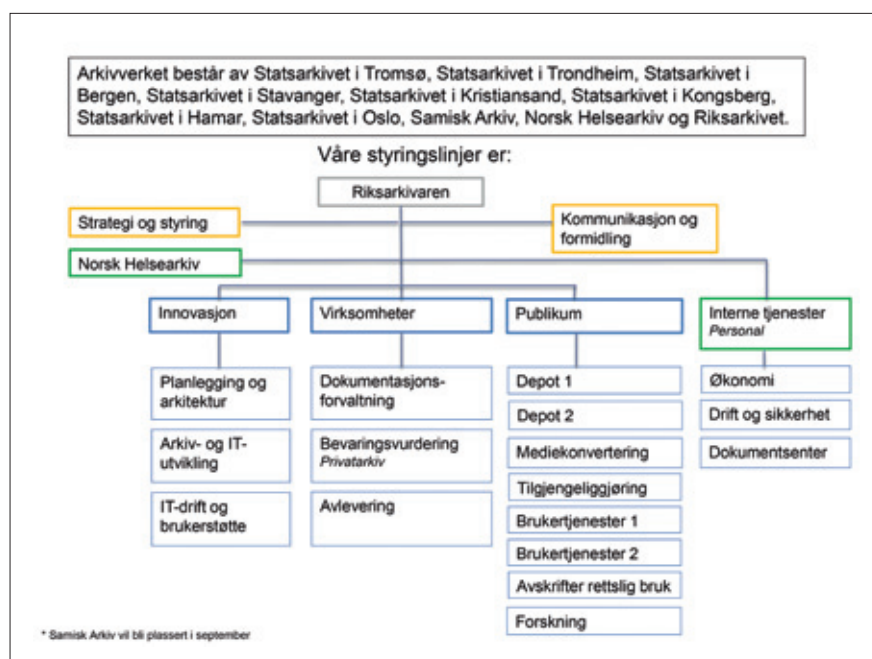 Arkivverket består av Statsarkivet i Tromsø, Statsarkivet i Trondheim, Statsarkivet i
Bergen, Statsarkivet i Stavanger, Statsarkivet i Kristiansand, Statsarkivet i Kongsberg,
Statsarkivet i Hamar, Statsarkivet i Oslo, Samisk Arkiv, Norsk Helsearkiv og Riksarkivet.
Våre styringslinjer er:
Riksarkivaren
Strategi og styring
Kommunikasjon og
formidling
Norsk Helsearkiv
Innovasjon
Planlegging og
arkitektur
Arkiv- og IT-
utvikling
IT-drift og
brukerstøtte
Virksomheter
Dokumentasjons-
forvaltning
Bevaringsvurdering
Privatarkiv
Avlevering
Publikum
Depot 1
Depot 2
Mediekonvertering
Tilgjengeliggjøring
Brukertjenester 1
Brukertjenester 2
Avskrifter rettslig bruk
Forskning
Interne tjenester
Personal
Økonomi
Drift og sikkerhet
Dokumentsenter
* Samisk Arkiv vil bli plassert i september